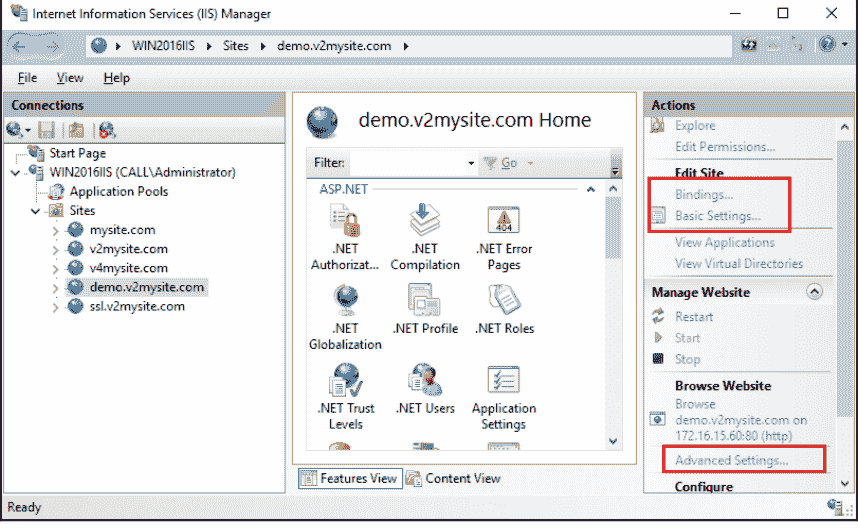 Internet Information Services (IIS) Manager
WIN2016IIS
Sites
demo.v2mysite.com
File View Help
Connections
Start Page
WIN2016IIS (CALL\Administrator)
Application Pools
Sites
mysite.com
v2mysite.com
v4mysite.com
demo.v2mysite.com
ssl.v2mysite.com
demo.v2mysite.com Home
Filter:
Go
ASP.NET
.NET
Authorizat...
.NET
Compilation
404
.NET Error
Pages
.NET
Globalization
.NET Profile
.NET Roles
.NET Trust
Levels
.NET Users
Application
Settings
Features View
Content View
Actions
Explore
Edit Permissions...
Edit Site
Bindings...
Basic Settings...
View Applications
View Virtual Directories
Manage Website
Restart
Start
Stop
Browse Website
Browse
demo.v2mysite.com on
172.16.15.60:80 (http)
Advanced Settings...
Configure
Ready